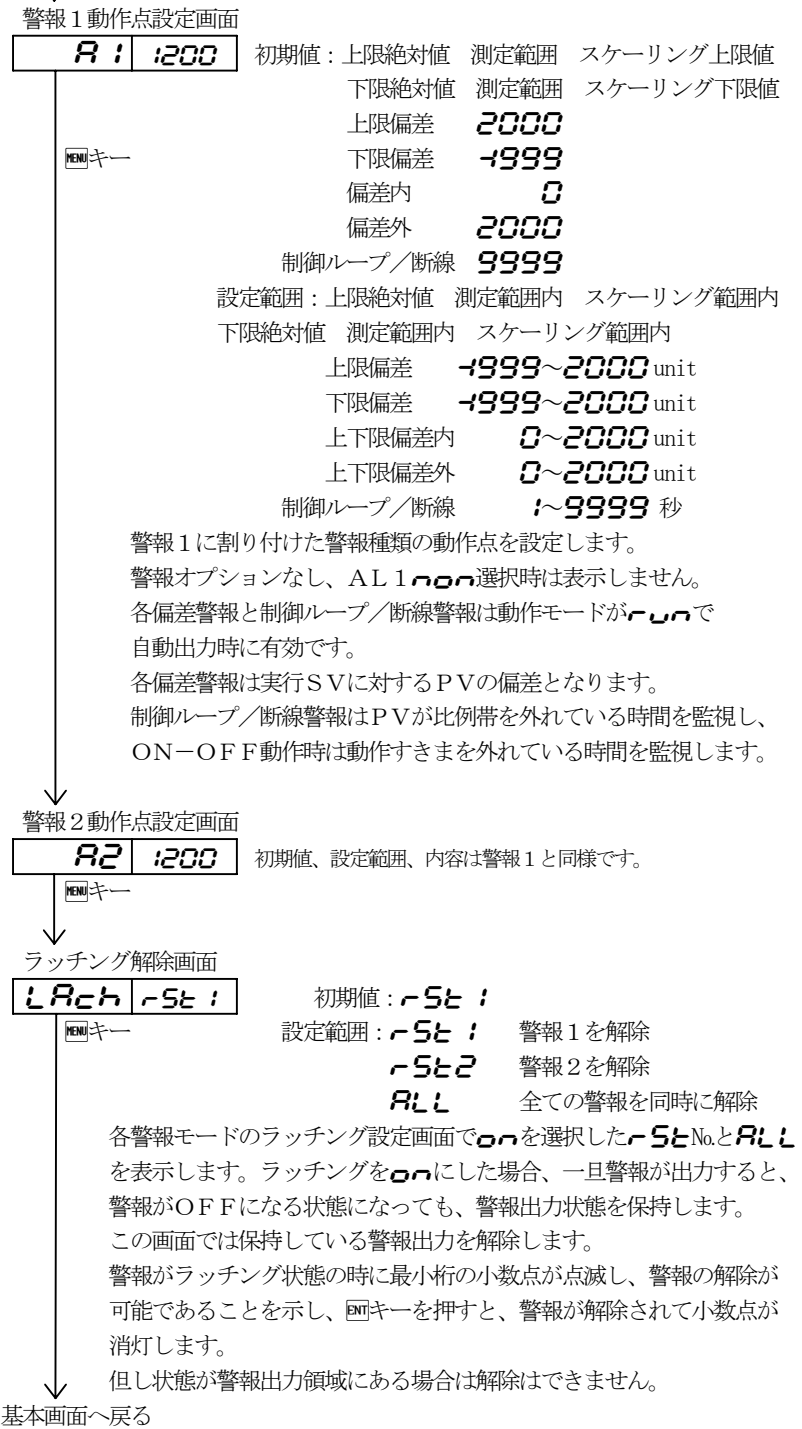 警報１動作点設定画面
A1 1200 初期値：上限絶対値 測定範囲 スケーリング上限値
下限絶対値 測定範囲 スケーリング下限値
上限偏差 2000
MENUキー 下限偏差 -1999
偏差内 0
偏差外 2000
制御ループ／断線 9999
設定範囲：上限絶対値 測定範囲内 スケーリング範囲内
下限絶対値 測定範囲内 スケーリング範囲内
上限偏差 -1999～2000 unit
下限偏差 -1999～2000 unit
上下限偏差内 0～2000 unit
上下限偏差外 0～2000 unit
制御ループ／断線 1～9999 秒
警報１に割り付けた警報種類の動作点を設定します。
警報オプションなし、ＡＬ１non選択時は表示しません。
各偏差警報と制御ループ／断線警報は動作モードがrunで
自動出力時に有効です。
各偏差警報は実行ＳＶに対するＰＶの偏差となります。
制御ループ／断線警報はＰＶが比例帯を外れている時間を監視し、
ＯＮ－ＯＦＦ動作時は動作すきまを外れている時間を監視します。
警報２動作点設定画面
A2 1200 初期値、設定範囲、内容は警報１と同様です。
MENUキー
ラッチング解除画面
LAch rSt1 初期値：rSt1
MENUキー 設定範囲：rSt1 警報１を解除
rSt2 警報２を解除
ALL 全ての警報を同時に解除
各警報モードのラッチング設定画面でonを選択したrSt№とALL
を表示します。ラッチングをonにした場合、一旦警報が出力すると、
警報がＯＦＦになる状態になっても、警報出力状態を保持します。
この画面では保持している警報出力を解除します。
警報がラッチング状態の時に最小桁の小数点が点滅し、警報の解除が
可能であることを示し、ENTキーを押すと、警報が解除されて小数点が
消灯します。
但し状態が警報出力領域にある場合は解除はできません。
基本画面へ戻る